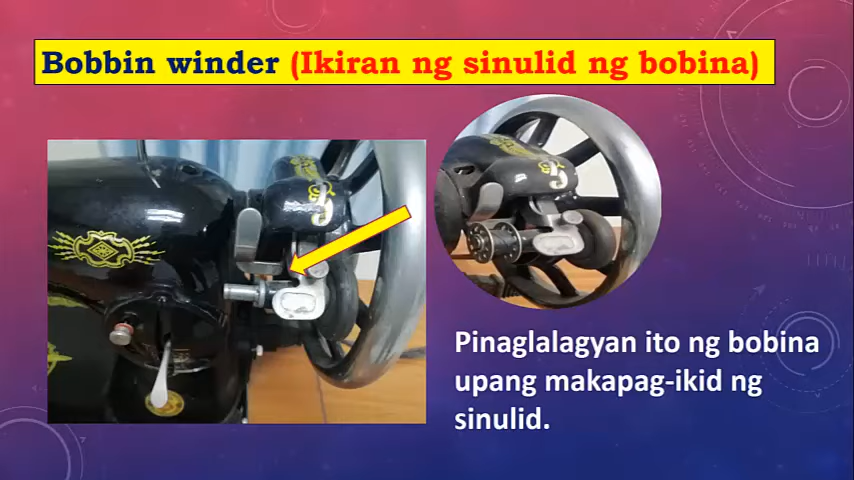 Bobbin winder (Ikiran ng sinulid ng bobina)
Pinaglalagyan ito ng bobina
upang makapag-ikid ng
sinulid.